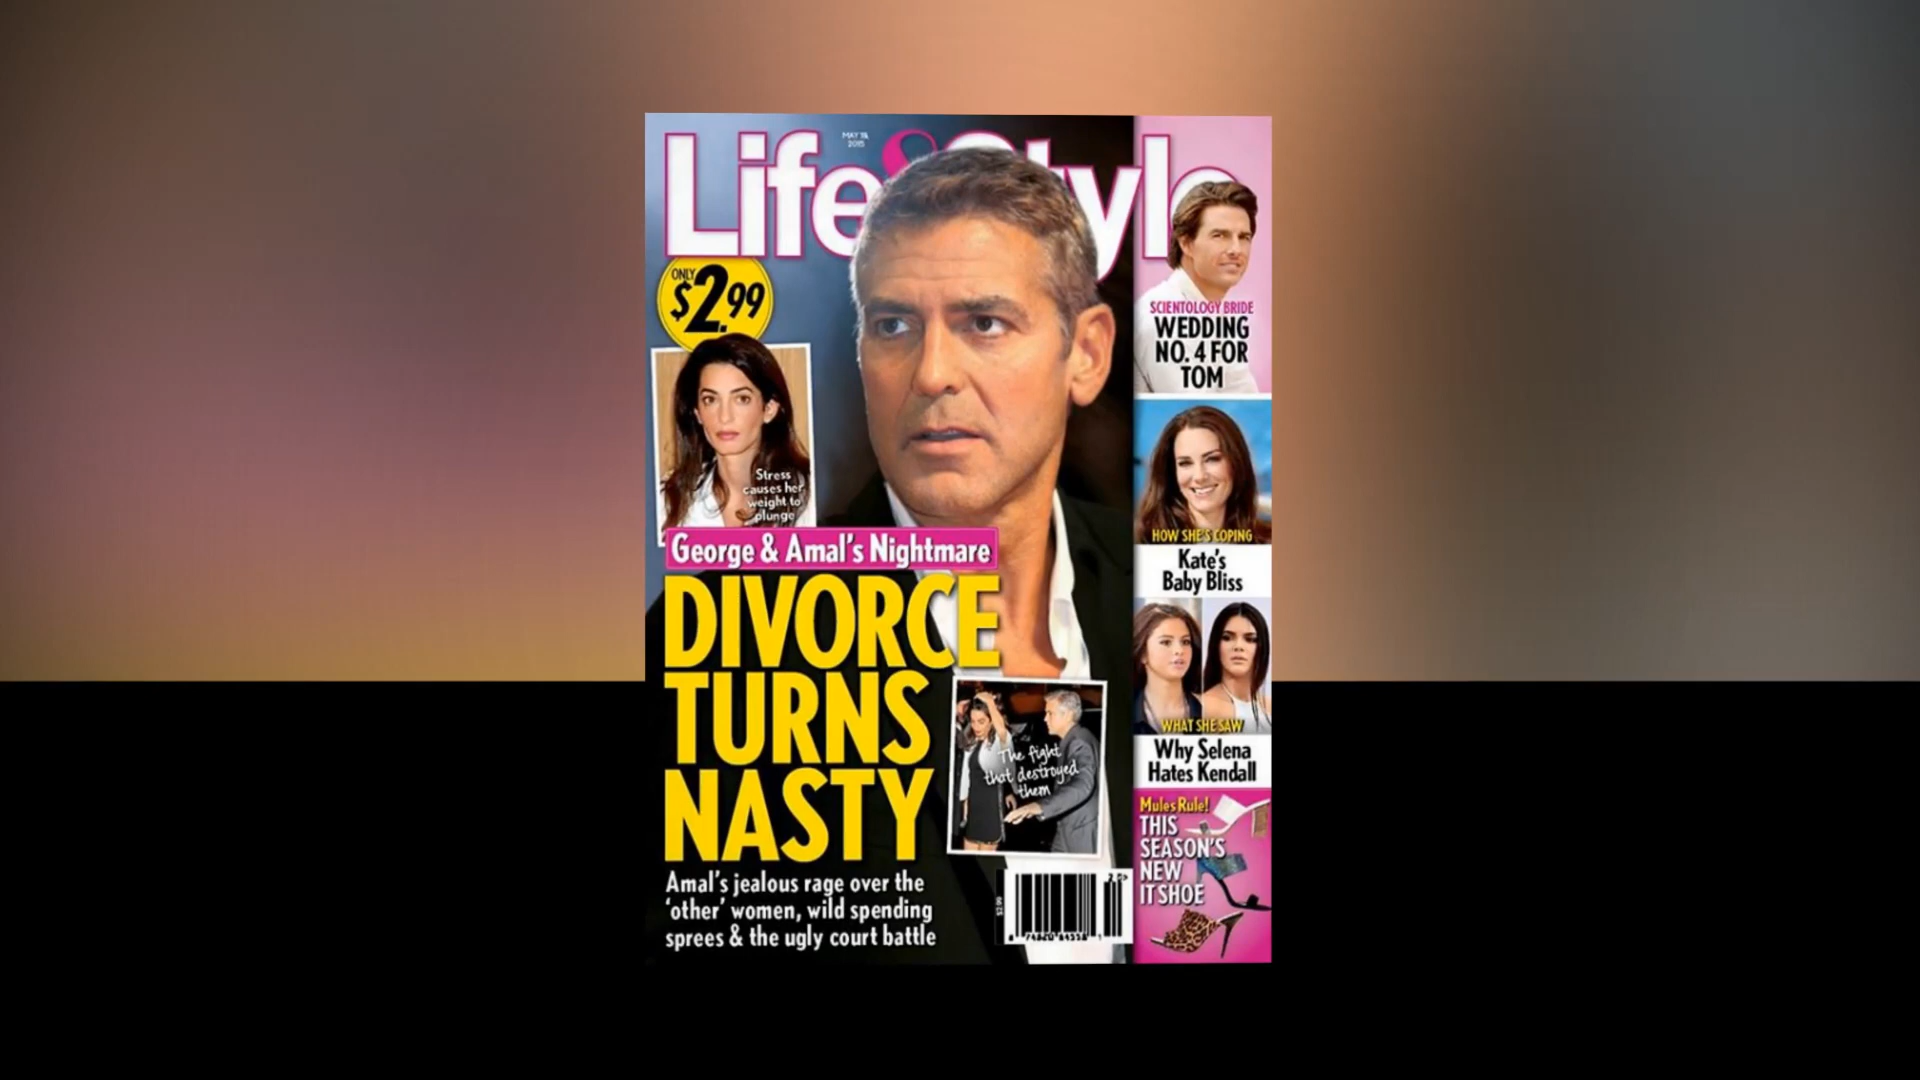 Life&Style
MAY 18,
2015
ONLY
$2.99
Stress
causes her
weight to
plunge
George & Amal's Nightmare
DIVORCE
TURNS
NASTY
Amal's jealous rage over the
‘other’ women, wild spending
sprees & the ugly court battle
The fight
that destroyed
them
SCIENTOLOGY BRIDE
WEDDING
NO. 4 FOR
TOM
HOW SHE'S COPING
Kate's
Baby Bliss
WHAT SHE SAW
Why Selena
Hates Kendall
Mules Rule!
THIS
SEASON'S
NEW
IT SHOE